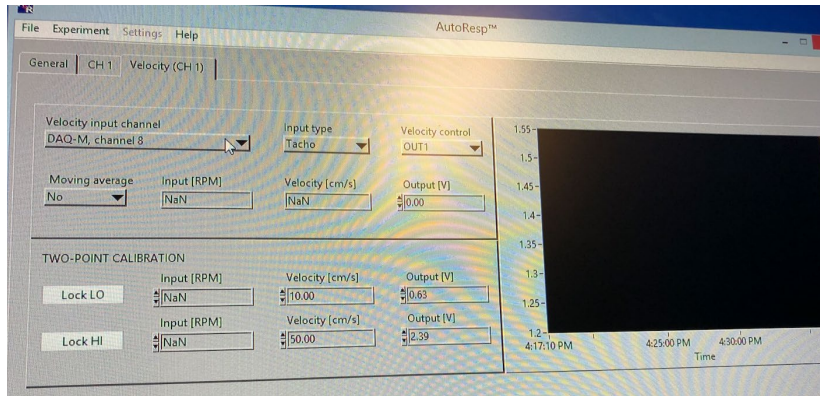 R
AutoResp™
File Experiment Settings Help
General CH 1 Velocity (CH 1)
Velocity input channel
DAQ-M, channel 8
Input type
Tacho
Velocity control
OUT1
Moving average
No
Input [RPM]
NaN
Velocity [cm/s]
NaN
Output [V]
0.00
TWO-POINT CALIBRATION
Input [RPM] Velocity [cm/s] Output [V]
Lock LO NaN 10.00 0.63
Input [RPM] Velocity [cm/s] Output [V]
Lock HI NaN 50.00 2.39
1.55
1.5
1.45
1.4
1.35
1.3
1.25
1.2
4:17:10 PM 4:25:00 PM 4:30:00 PM
Time